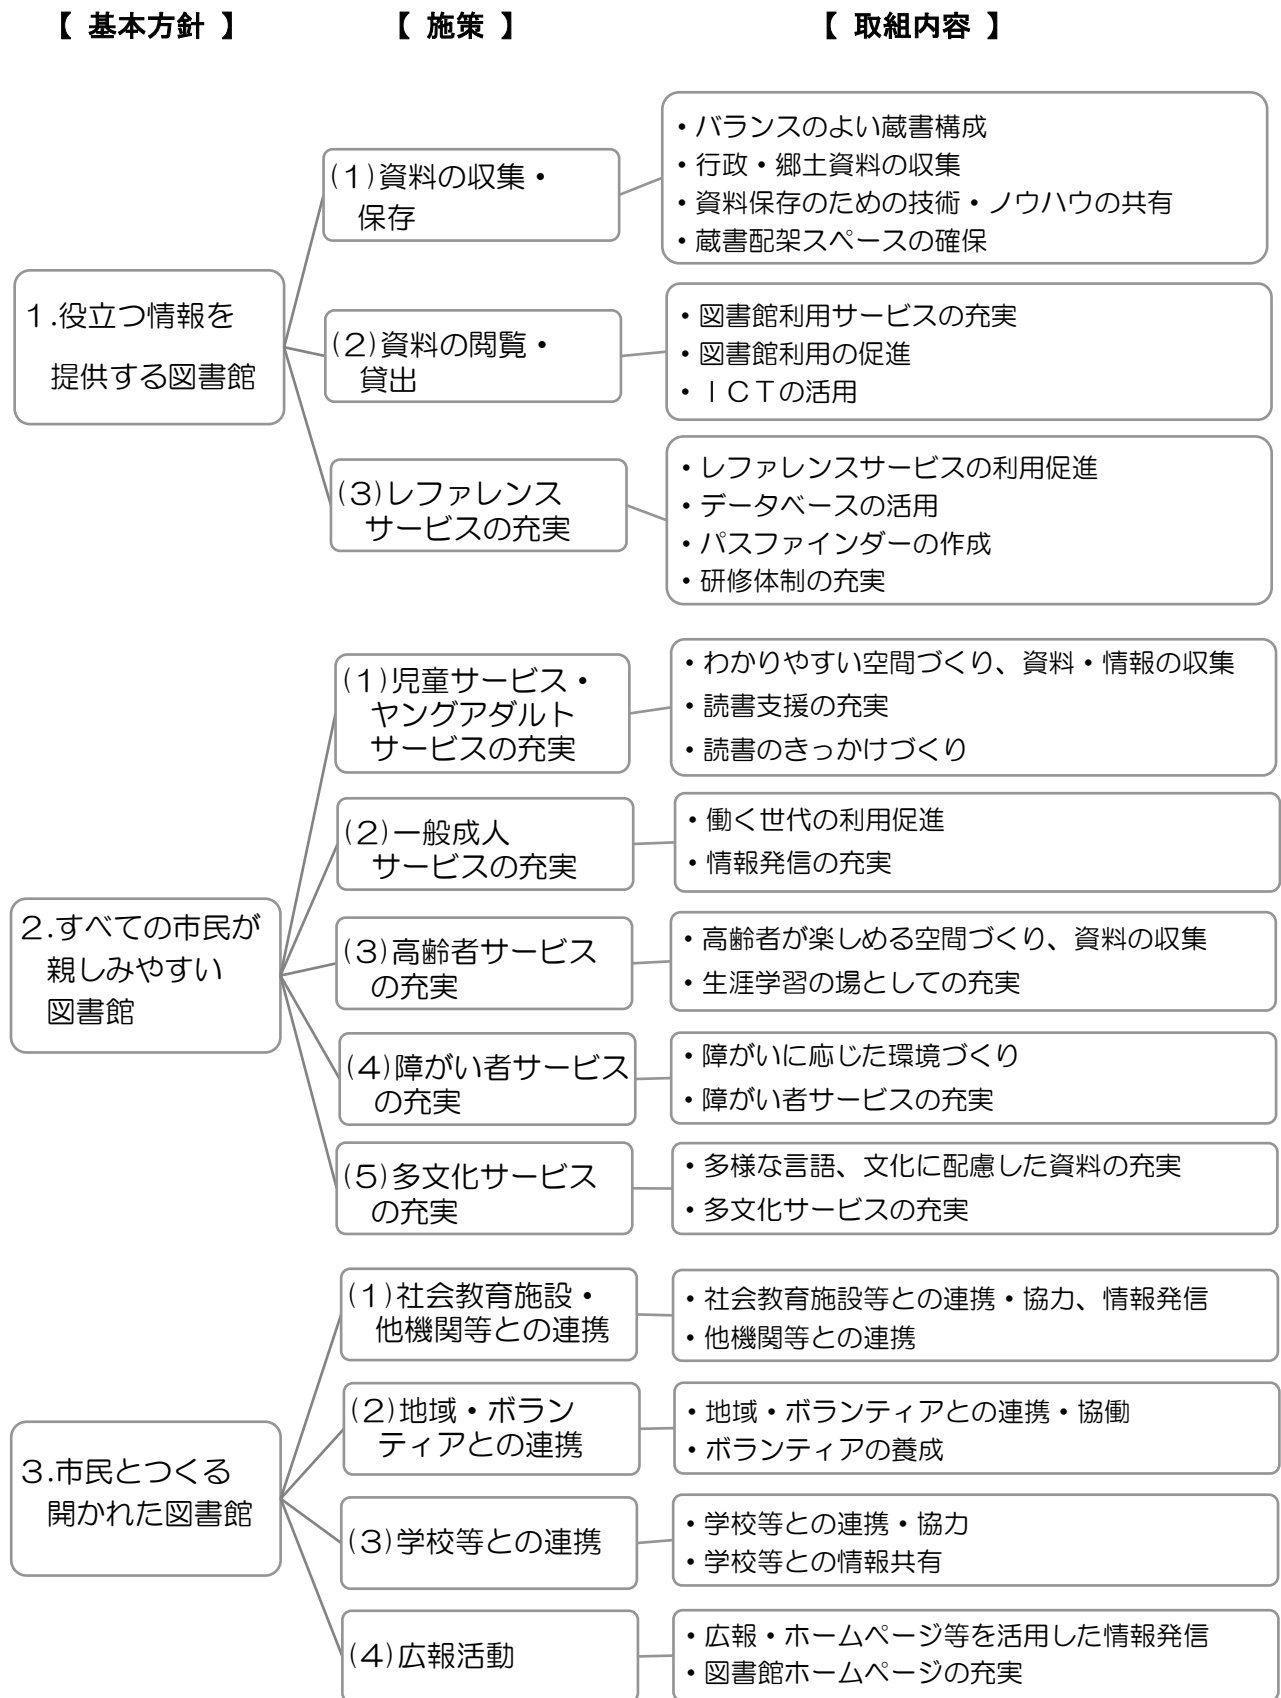 【 基本方針 】
【 施策 】
【 取組内容 】
1.役立つ情報を
提供する図書館
(1)資料の収集・
保存
・バランスのよい蔵書構成
・行政・郷土資料の収集
・資料保存のための技術・ノウハウの共有
・蔵書配架スペースの確保
(2)資料の閲覧・
貸出
・図書館利用サービスの充実
・図書館利用の促進
・ICTの活用
(3)レファレンス
サービスの充実
・レファレンスサービスの利用促進
・データベースの活用
・パスファインダーの作成
・研修体制の充実
2.すべての市民が
親しみやすい
図書館
(1)児童サービス・
ヤングアダルト
サービスの充実
・わかりやすい空間づくり、資料・情報の収集
・読書支援の充実
・読書のきっかけづくり
(2)一般成人
サービスの充実
・働く世代の利用促進
・情報発信の充実
(3)高齢者サービス
の充実
・高齢者が楽しめる空間づくり、資料の収集
・生涯学習の場としての充実
(4)障がい者サービス
の充実
・障がいに応じた環境づくり
・障がい者サービスの充実
(5)多文化サービス
の充実
・多様な言語、文化に配慮した資料の充実
・多文化サービスの充実
3.市民とつくる
開かれた図書館
(1)社会教育施設・
他機関等との連携
・社会教育施設等との連携・協力、情報発信
・他機関等との連携
(2)地域・ボラン
ティアとの連携
・地域・ボランティアとの連携・協働
・ボランティアの養成
(3)学校等との連携
・学校等との連携・協力
・学校等との情報共有
(4)広報活動
・広報・ホームページ等を活用した情報発信
・図書館ホームページの充実